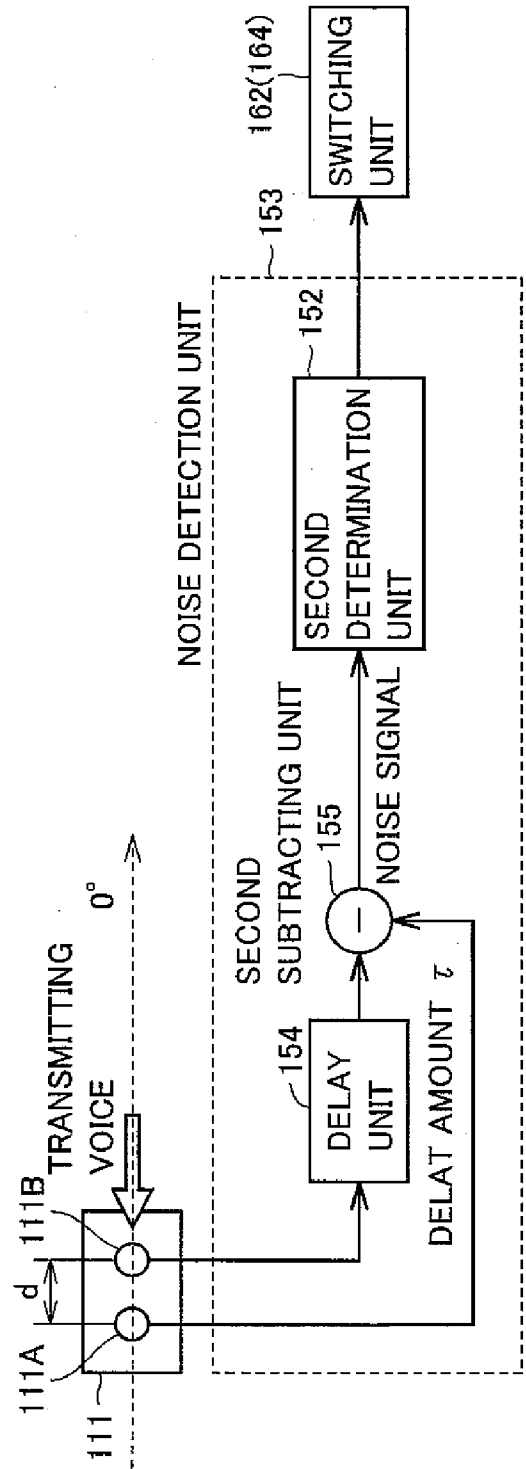 TRANSMITTING
VOICE
0°
d
111A
111B
111
NOISE DETECTION UNIT
153
162(164)
SWITCHING
UNIT
152
SECOND
DETERMINATION
UNIT
SECOND
SUBTRACTING UNIT
155
−
NOISE SIGNAL
154
DELAY
UNIT
DELAT AMOUNT τ